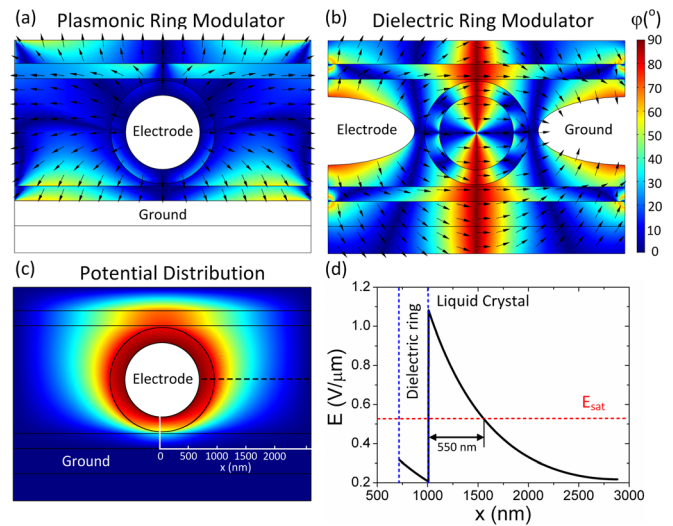 (a) Plasmonic Ring Modulator
(b) Dielectric Ring Modulator
φ(°)
Electrode
Ground
Electrode
Ground
90
80
70
60
50
40
30
20
10
0
(c) Potential Distribution
Electrode
Ground
0 500 1000 1500 2000
x (nm)
(d)
Liquid Crystal
Dielectric ring
E_sat
550 nm
E (V/μm)
1.2
1.0
0.8
0.6
0.4
0.2
500 1000 1500 2000 2500 3000
x (nm)